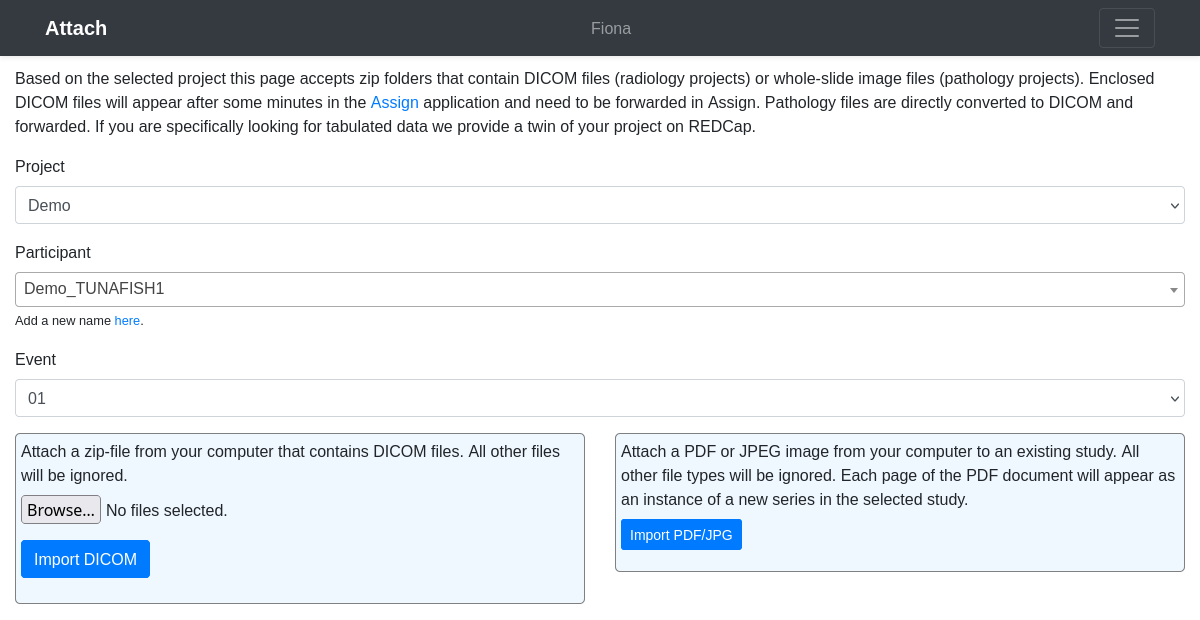 Attach
Fiona
Based on the selected project this page accepts zip folders that contain DICOM files (radiology projects) or whole-slide image files (pathology projects). Enclosed
DICOM files will appear after some minutes in the Assign application and need to be forwarded in Assign. Pathology files are directly converted to DICOM and
forwarded. If you are specifically looking for tabulated data we provide a twin of your project on REDCap.
Project
Demo
Participant
Demo_TUNAFISH1
Add a new name here.
Event
01
Attach a zip-file from your computer that contains DICOM files. All other files
will be ignored.
Browse... No files selected.
Import DICOM
Attach a PDF or JPEG image from your computer to an existing study. All
other file types will be ignored. Each page of the PDF document will appear as
an instance of a new series in the selected study.
Import PDF/JPG